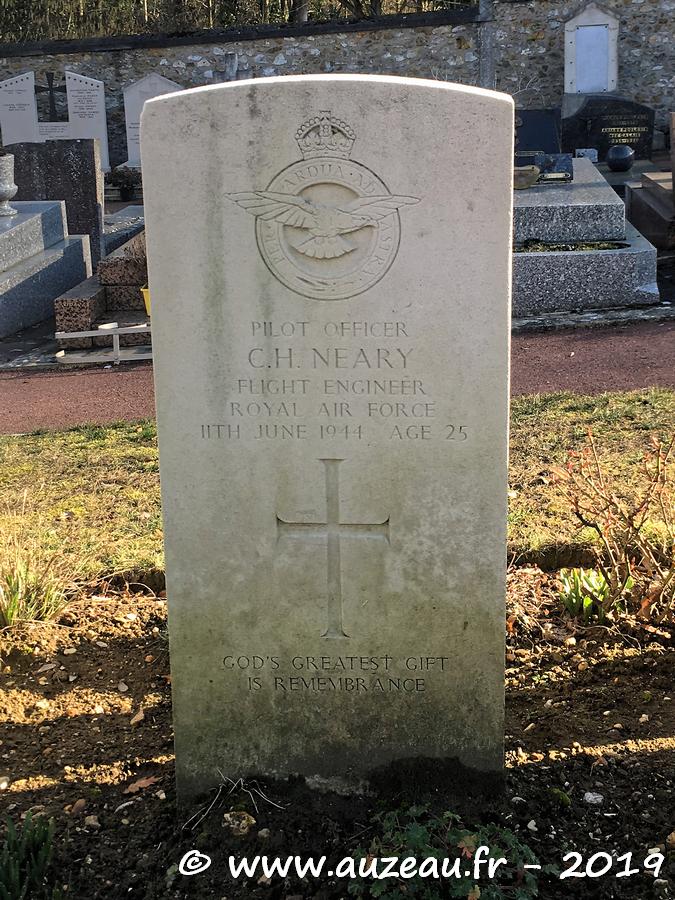 PER ARDUA AD ASTRA
PILOT OFFICER
C.H. NEARY
FLIGHT ENGINEER
ROYAL AIR FORCE
11TH JUNE 1944 AGE 25
GOD'S GREATEST GIFT
IS REMEMBRANCE
© www.auzeau.fr - 2019